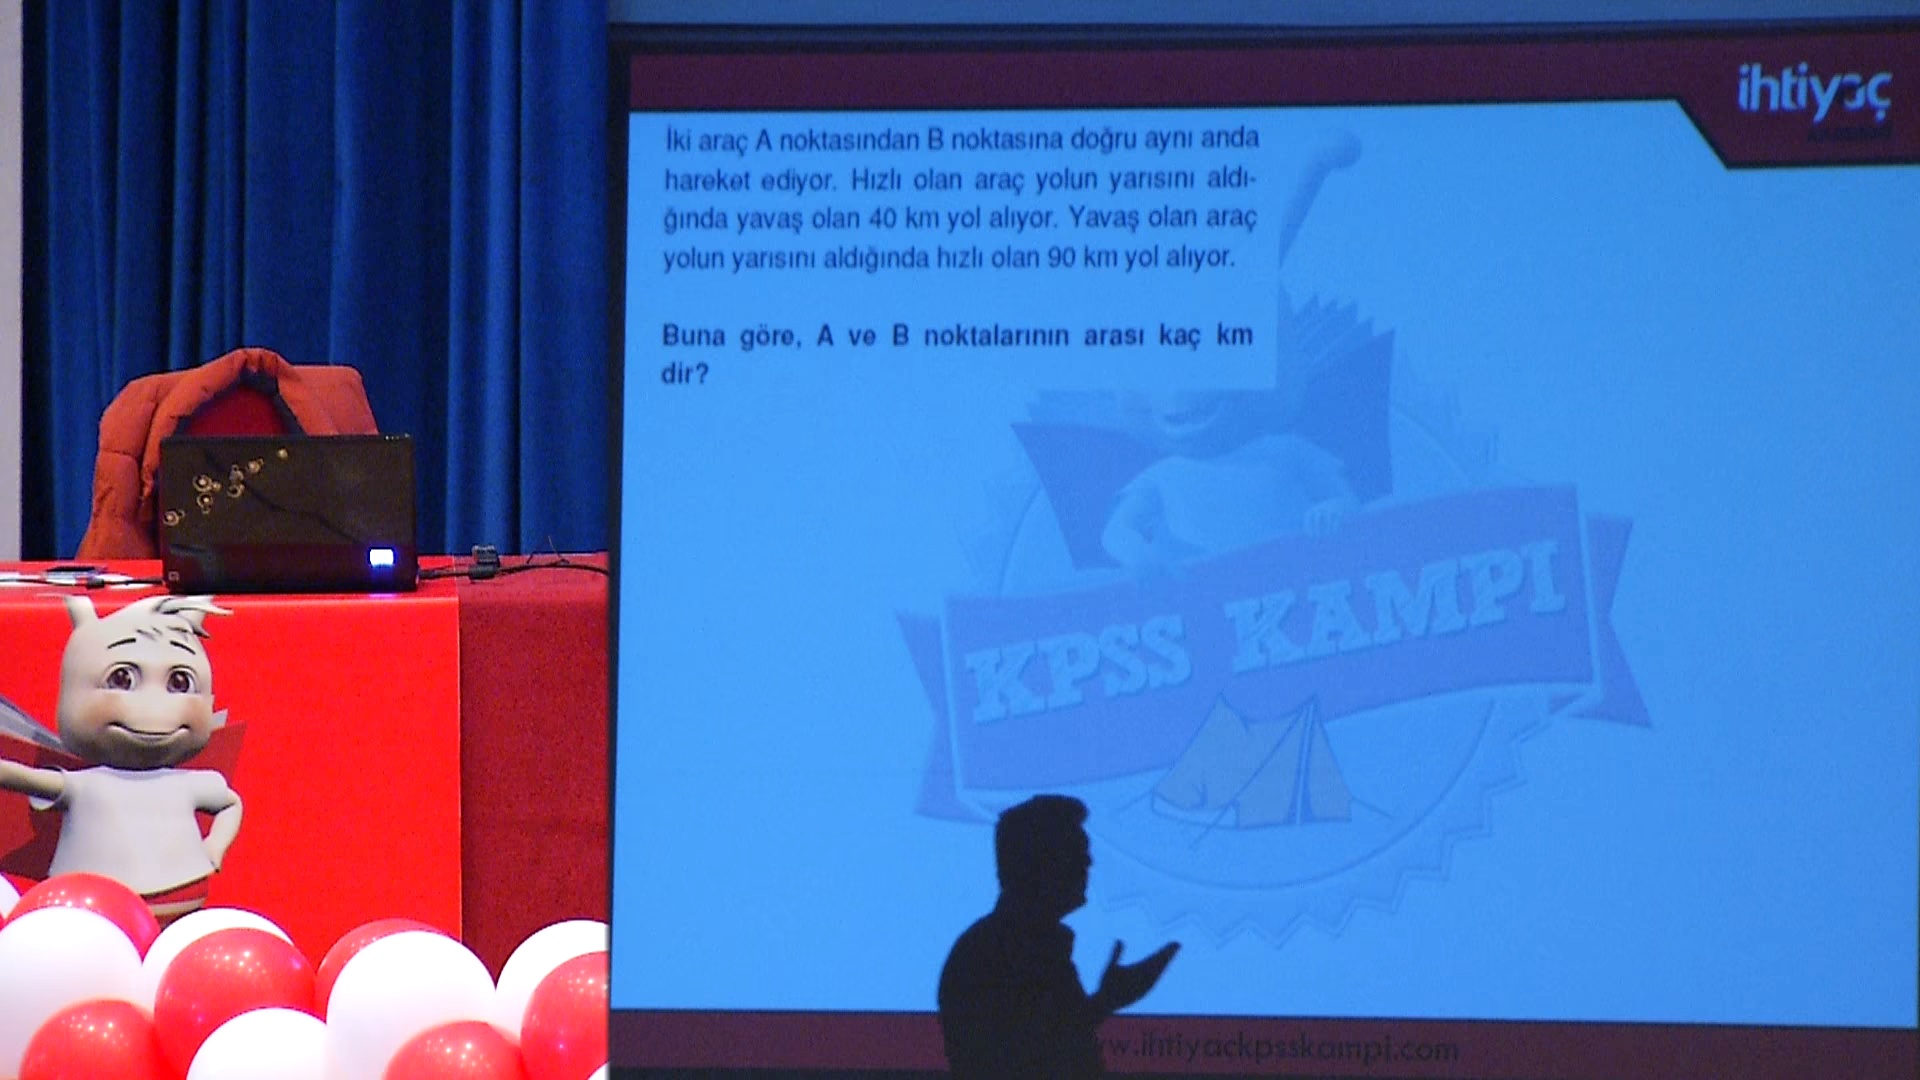 ihtiyaç
İki araç A noktasından B noktasına doğru aynı anda
hareket ediyor. Hızlı olan araç yolun yarısını aldı-
ğında yavaş olan 40 km yol alıyor. Yavaş olan araç
yolun yarısını aldığında hızlı olan 90 km yol alıyor.
Buna göre, A ve B noktalarının arası kaç km
dir?
KPSS KAMPI
w.ihtiyackpsskampi.com